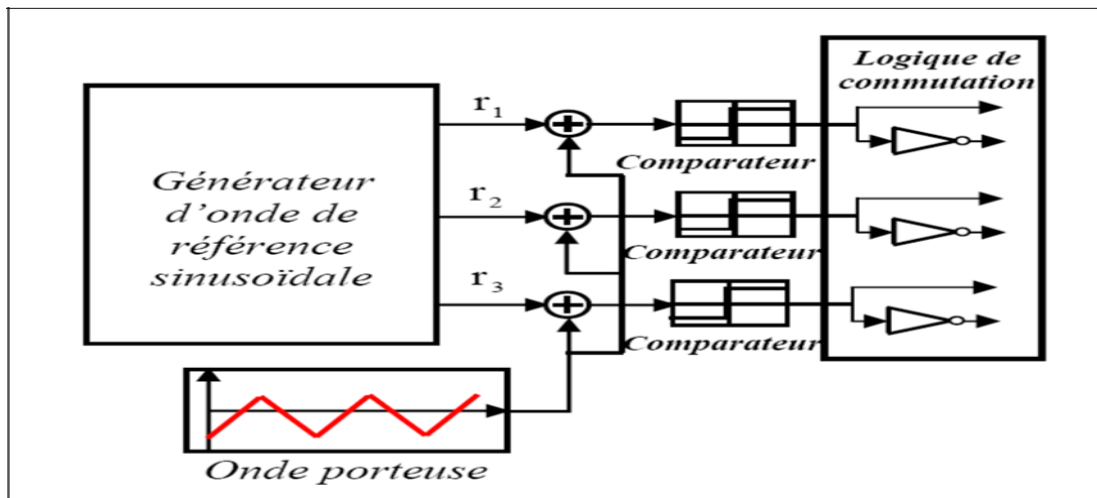 Logique de
commutation
r1
Comparateur
Générateur
d'onde de
référence
sinusoïdale
r2
Comparateur
r3
Comparateur
Onde porteuse